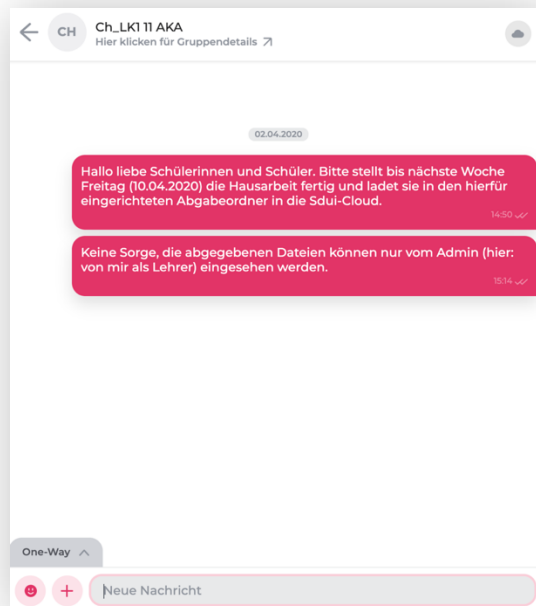 CH
Ch_LK1 11 AKA
Hier klicken für Gruppendetails
02.04.2020
Hallo liebe Schülerinnen und Schüler. Bitte stellt bis nächste Woche
Freitag (10.04.2020) die Hausarbeit fertig und ladet sie in den hierfür
eingerichteten Abgabeordner in die Sdui-Cloud.
14:50
Keine Sorge, die abgegebenen Dateien können nur vom Admin (hier:
von mir als Lehrer) eingesehen werden.
15:14
One-Way
Neue Nachricht